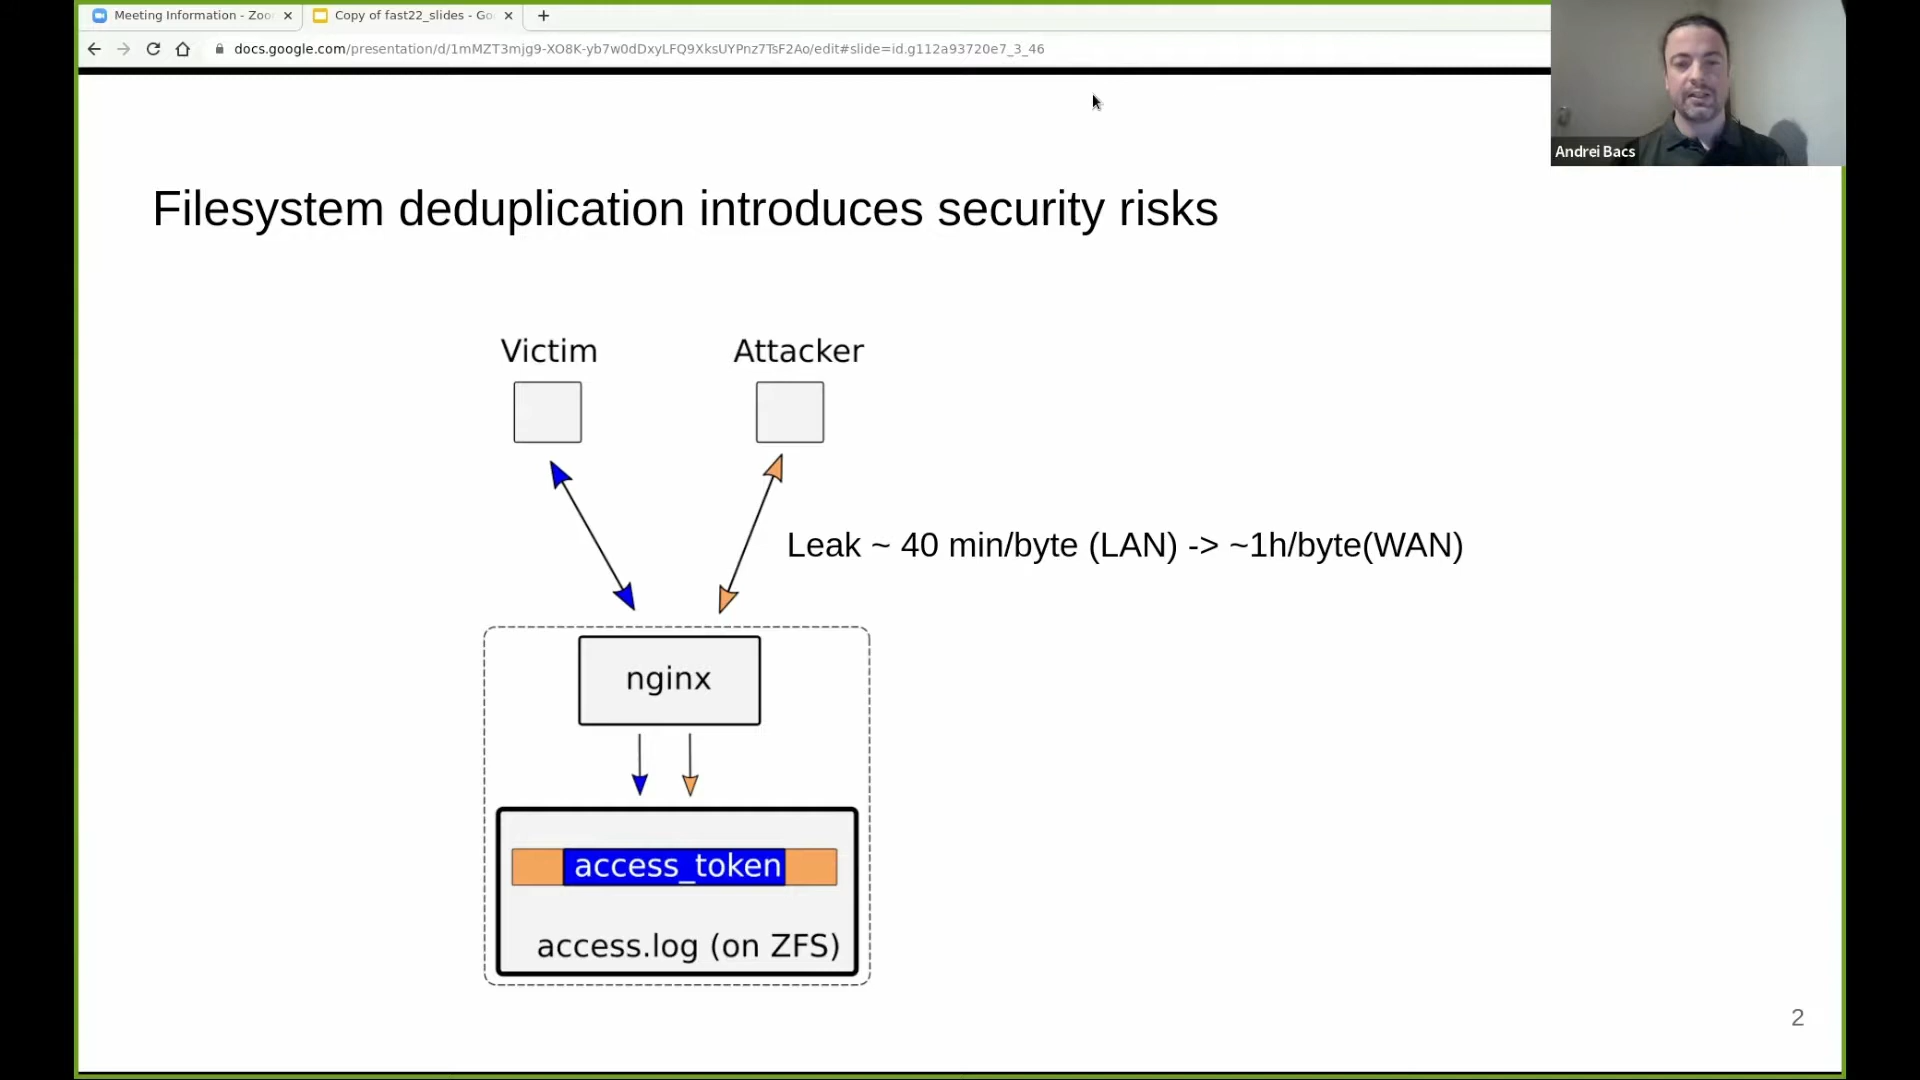 Meeting Information - Zoo
Copy of fast22_slides - Go
docs.google.com/presentation/d/1mMZT3mjg9-XO8K-yb7w0dDxyLFQ9XksUYPnz7TsF2Ao/edit#slide=id.g112a93720e7_3_46
Andrei Bacs
Filesystem deduplication introduces security risks
Victim
Attacker
Leak ~ 40 min/byte (LAN) -> ~1h/byte(WAN)
nginx
access_token
access.log (on ZFS)
2